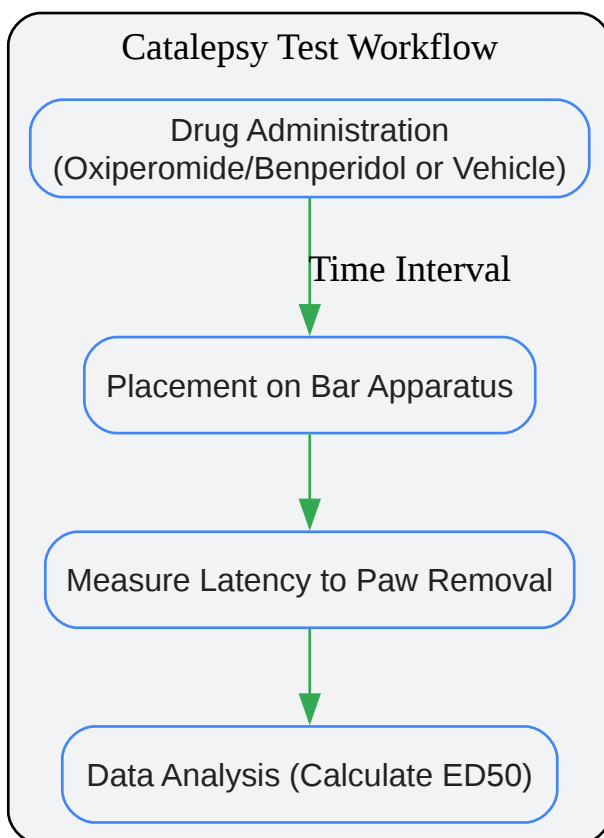 Catalepsy Test Workflow
Drug Administration
(Oxiperomide/Benperidol or Vehicle)
Time Interval
Placement on Bar Apparatus
Measure Latency to Paw Removal
Data Analysis (Calculate ED50)